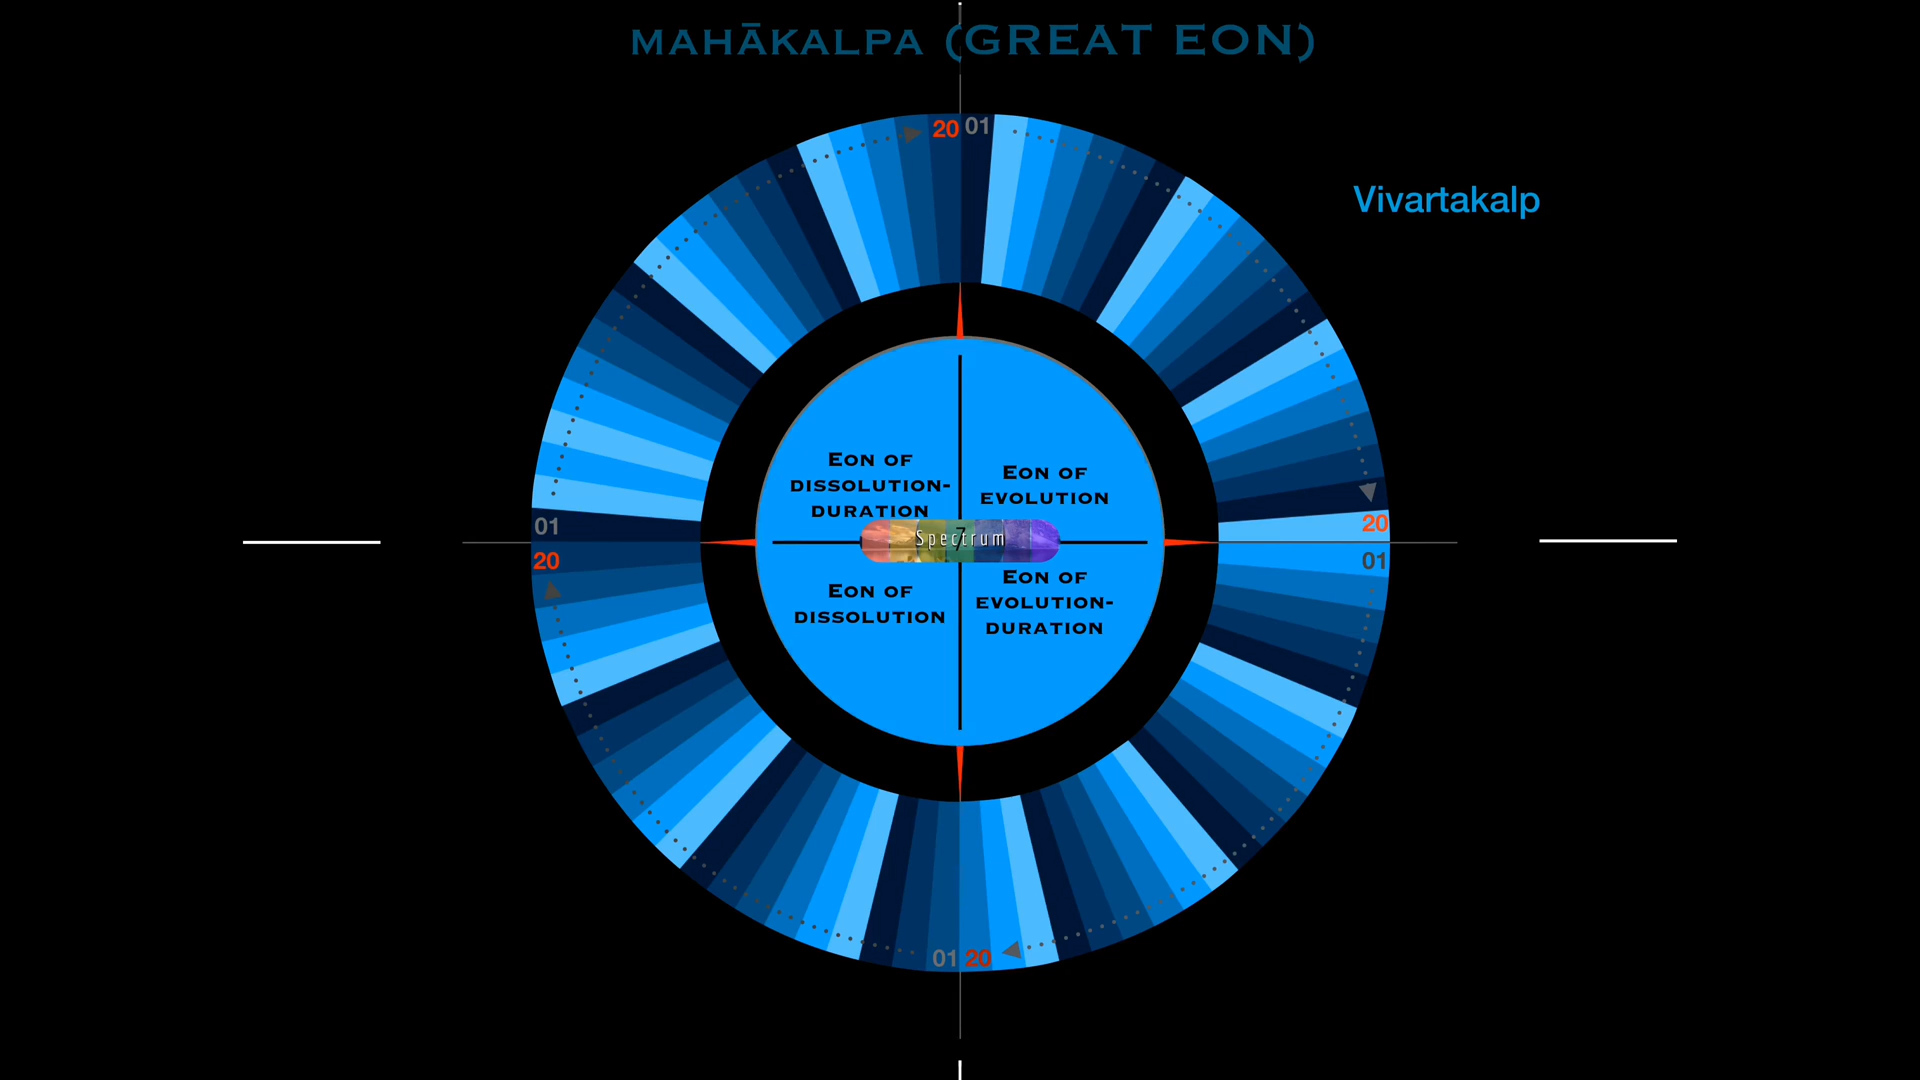 MAHĀKALPA (GREAT EON)
20 01
Vivartakalp
EON OF
DISSOLUTION-
DURATION
EON OF
EVOLUTION
01
20
20
01
7
Spectrum
EON OF
DISSOLUTION
EON OF
EVOLUTION-
DURATION
01 20